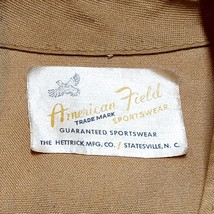 American Field
TRADE MARK SPORTSWEAR
GUARANTEED SPORTSWEAR
THE HETTRICK MFG. CO. / STATESVILLE, N. C.